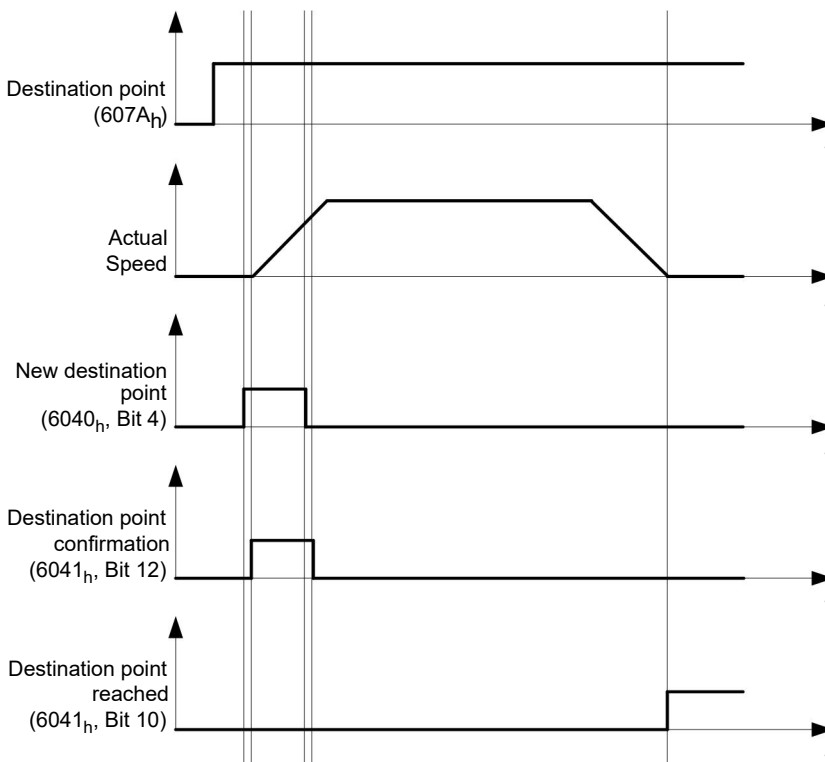 Destination point
(607Ah)
Actual
Speed
New destination
point
(6040h, Bit 4)
Destination point
confirmation
(6041h, Bit 12)
Destination point
reached
(6041h, Bit 10)